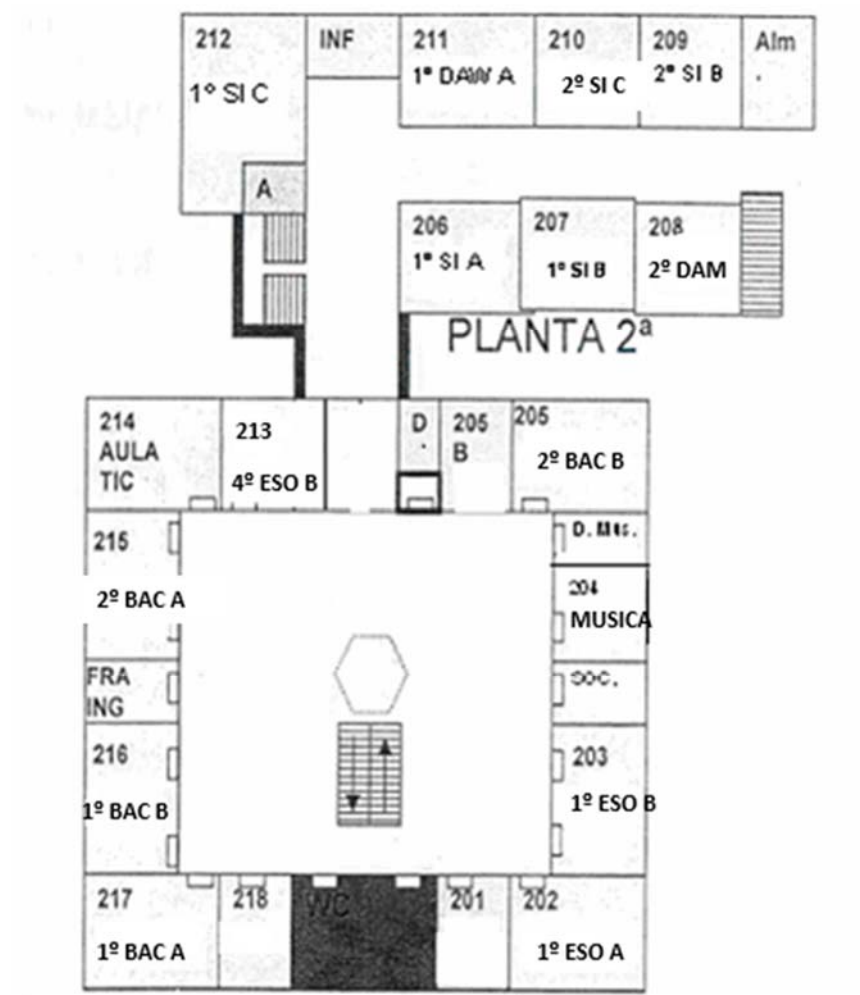 212
1º SI C
INF
211
1º DAW A
210
2º SI C
209
2º SI B
Alm
A
206
1º SI A
207
1º SI B
208
2º DAM
PLANTA 2ª
214
AULA
TIC
213
4º ESO B
D
205
B
205
2º BAC B
215
2º BAC A
D. Mus.
204
MUSICA
FRA
ING
SOC.
216
1º BAC B
203
1º ESO B
217
1º BAC A
218
WC
201
202
1º ESO A